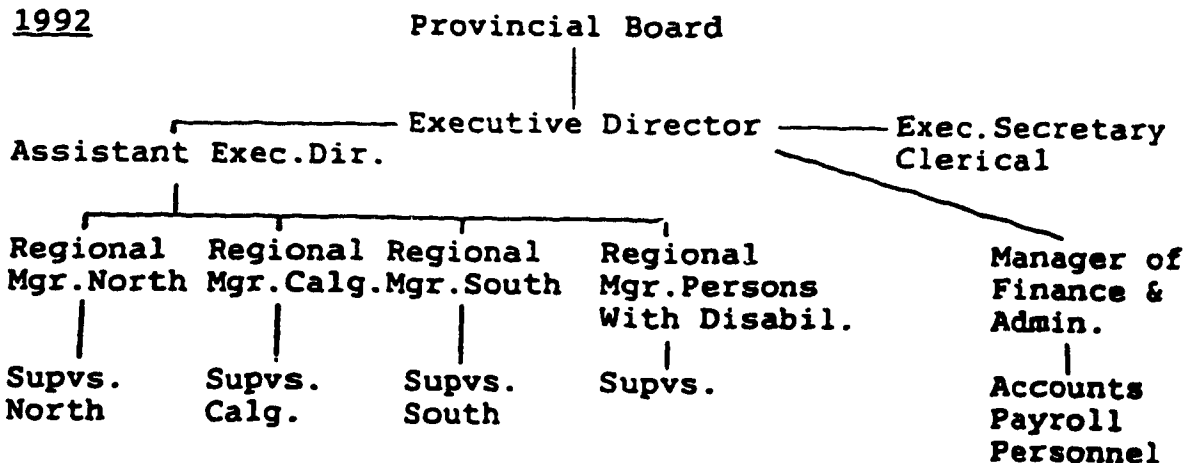 1992
Provincial Board
Executive Director
Exec.Secretary
Clerical
Assistant Exec.Dir.
Regional
Mgr.North
Regional
Mgr.Calg.
Regional
Mgr.South
Regional
Mgr.Persons
With Disabil.
Manager of
Finance &
Admin.
Supvs.
North
Supvs.
Calg.
Supvs.
South
Supvs.
Accounts
Payroll
Personnel